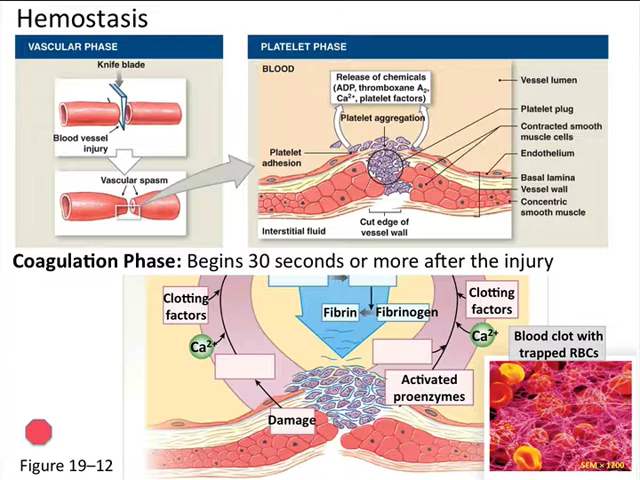 Hemostasis
VASCULAR PHASE
Knife blade
Blood vessel
injury
Vascular spasm
PLATELET PHASE
BLOOD
Release of chemicals
(ADP, thromboxane A2,
Ca2+, platelet factors)
Platelet aggregation
Platelet
adhesion
Vessel lumen
Platelet plug
Contracted smooth
muscle cells
Endothelium
Basal lamina
Vessel wall
Concentric
smooth muscle
Interstitial fluid
Cut edge of
vessel wall
Coagulation Phase: Begins 30 seconds or more after the injury
Clotting
factors
Ca2+
Fibrin
Fibrinogen
Clotting
factors
Ca2+
Activated
proenzymes
Damage
Blood clot with
trapped RBCs
SEM × 1200
Figure 19–12